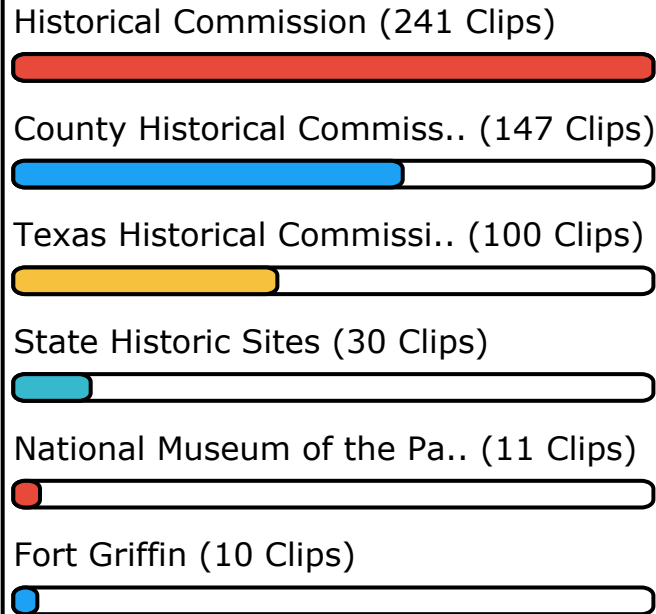 Historical Commission (241 Clips)
County Historical Commiss.. (147 Clips)
Texas Historical Commissi.. (100 Clips)
State Historic Sites (30 Clips)
National Museum of the Pa.. (11 Clips)
Fort Griffin (10 Clips)